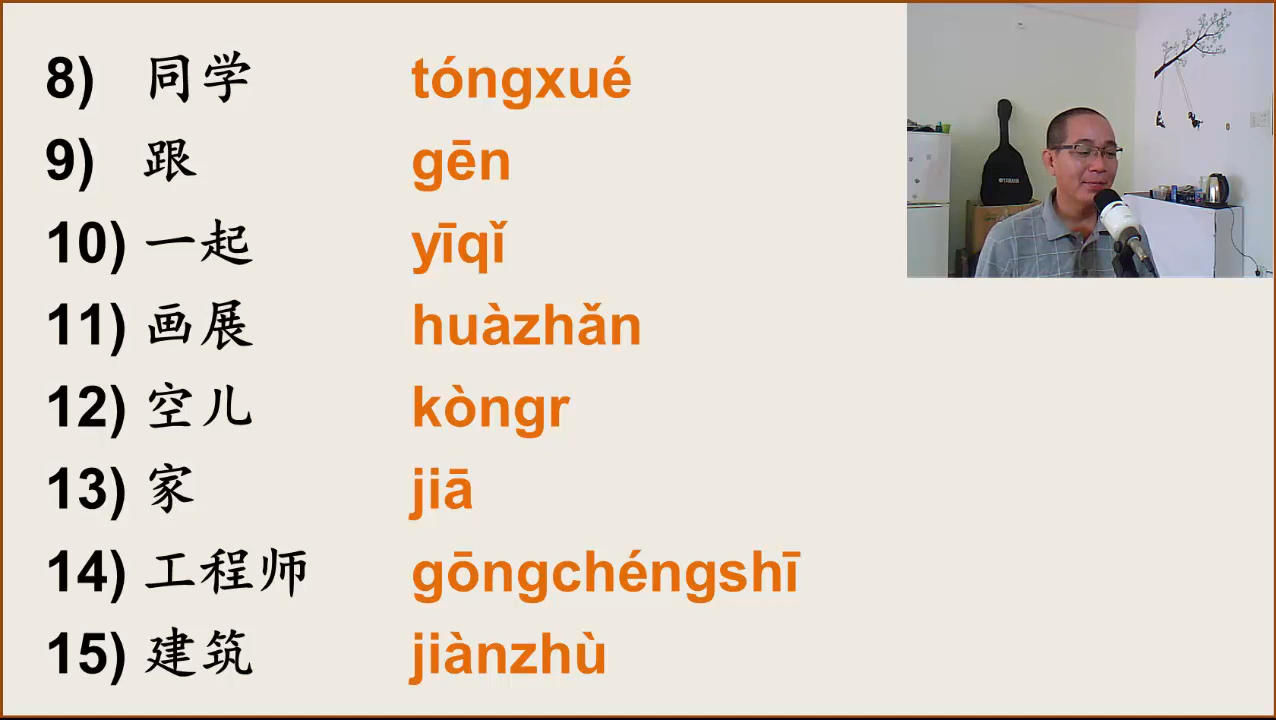 8) 同学 tóngxué
9) 跟 gēn
10) 一起 yīqǐ
11) 画展 huàzhǎn
12) 空儿 kòngr
13) 家 jiā
14) 工程师 gōngchéngshī
15) 建筑 jiànzhù
YAMAHA